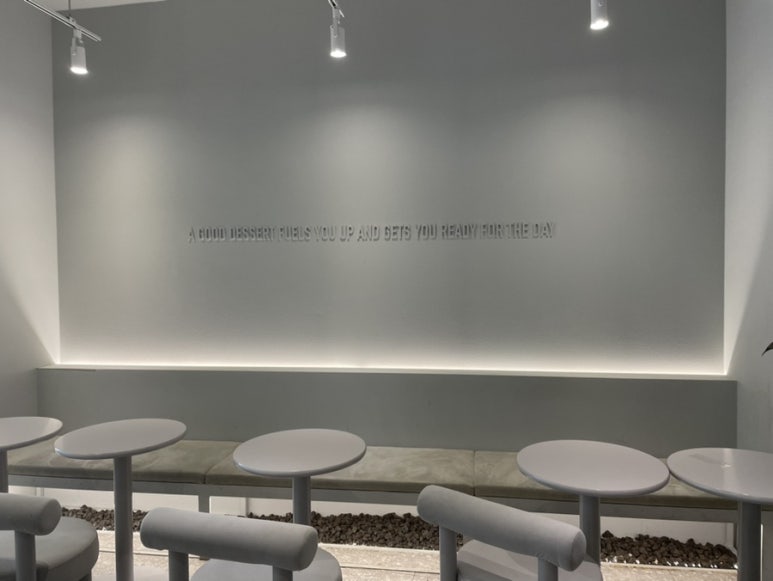 A GOOD DESSERT FUELS YOU UP AND GETS YOU READY FOR THE DAY